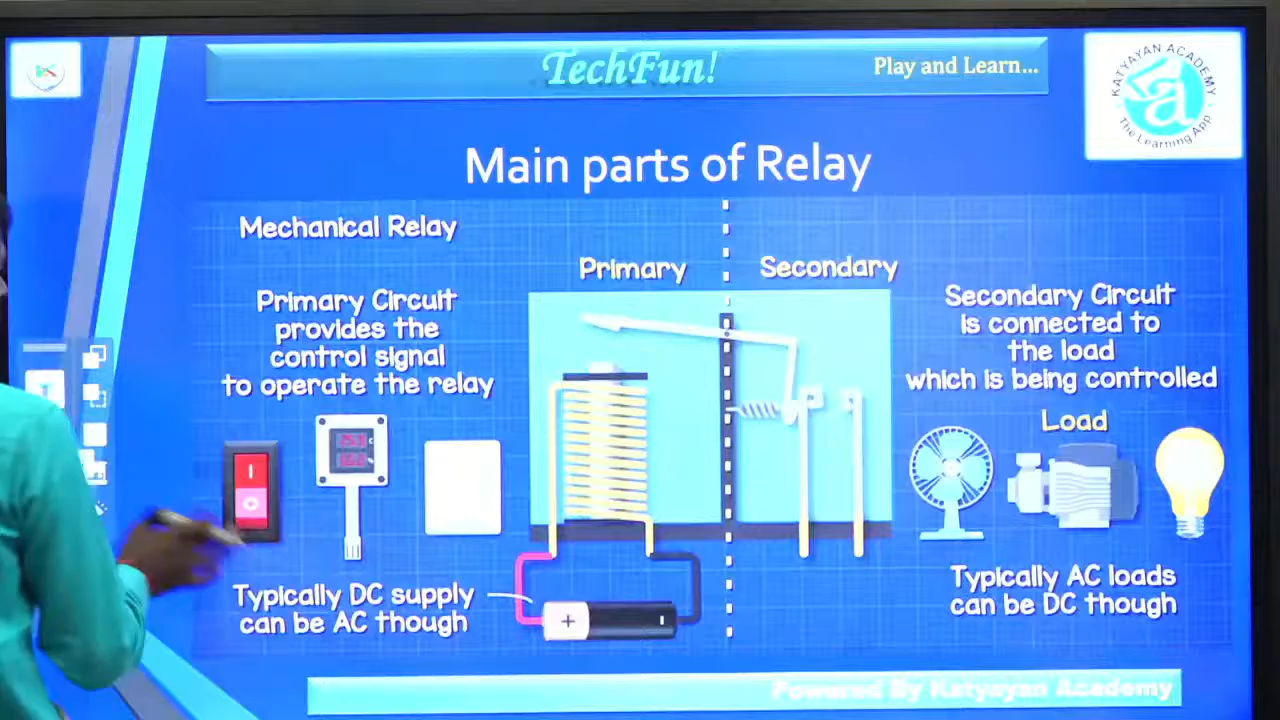 TechFun!
Play and Learn...
KATYAYAN ACADEMY
The Learning App
Main parts of Relay
Mechanical Relay
Primary
Secondary
Primary Circuit
provides the
control signal
to operate the relay
Secondary Circuit
is connected to
the load
which is being controlled
Load
Typically DC supply
can be AC though
Typically AC loads
can be DC though
Powered By Katyayan Academy